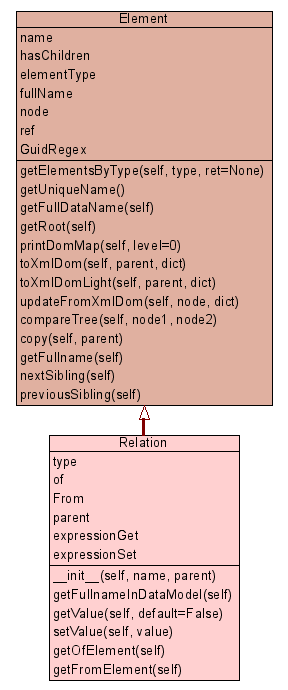 Element
name
hasChildren
elementType
fullName
node
ref
GuidRegex
getElementsByType(self, type, ret=None)
getUniqueName()
getFullDataName(self)
getRoot(self)
printDomMap(self, level=0)
toXmlDom(self, parent, dict)
toXmlDomLight(self, parent, dict)
updateFromXmlDom(self, node, dict)
compareTree(self, node1, node2)
copy(self, parent)
getFullname(self)
nextSibling(self)
previousSibling(self)
Relation
type
of
From
parent
expressionGet
expressionSet
__init__(self, name, parent)
getFullnameInDataModel(self)
getValue(self, default=False)
setValue(self, value)
getOfElement(self)
getFromElement(self)